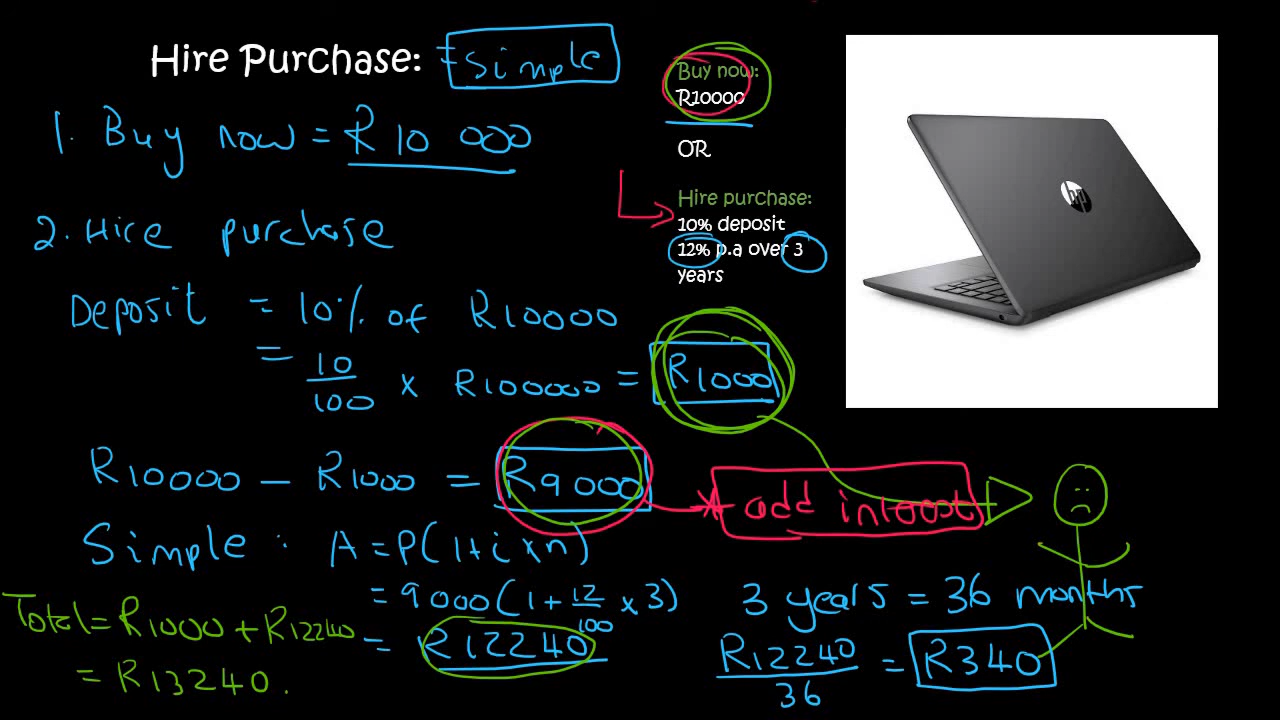 Hire Purchase: - Simple
1. Buy now = R10 000
2. Hire purchase
Deposit = 10% of R10000
= 10/100 × R100000 = R1000
R10000 - R1000 = R9000
Simple: A = P(1+i×n)
= 9000(1 + 12/100 × 3)
= R12240
Total = R1000 + R12240
= R13240.
Buy now:
R10000
OR
Hire purchase:
10% deposit
12% p.a over 3
years
hp
add
3 years = 36 months
R12240/36 = R340